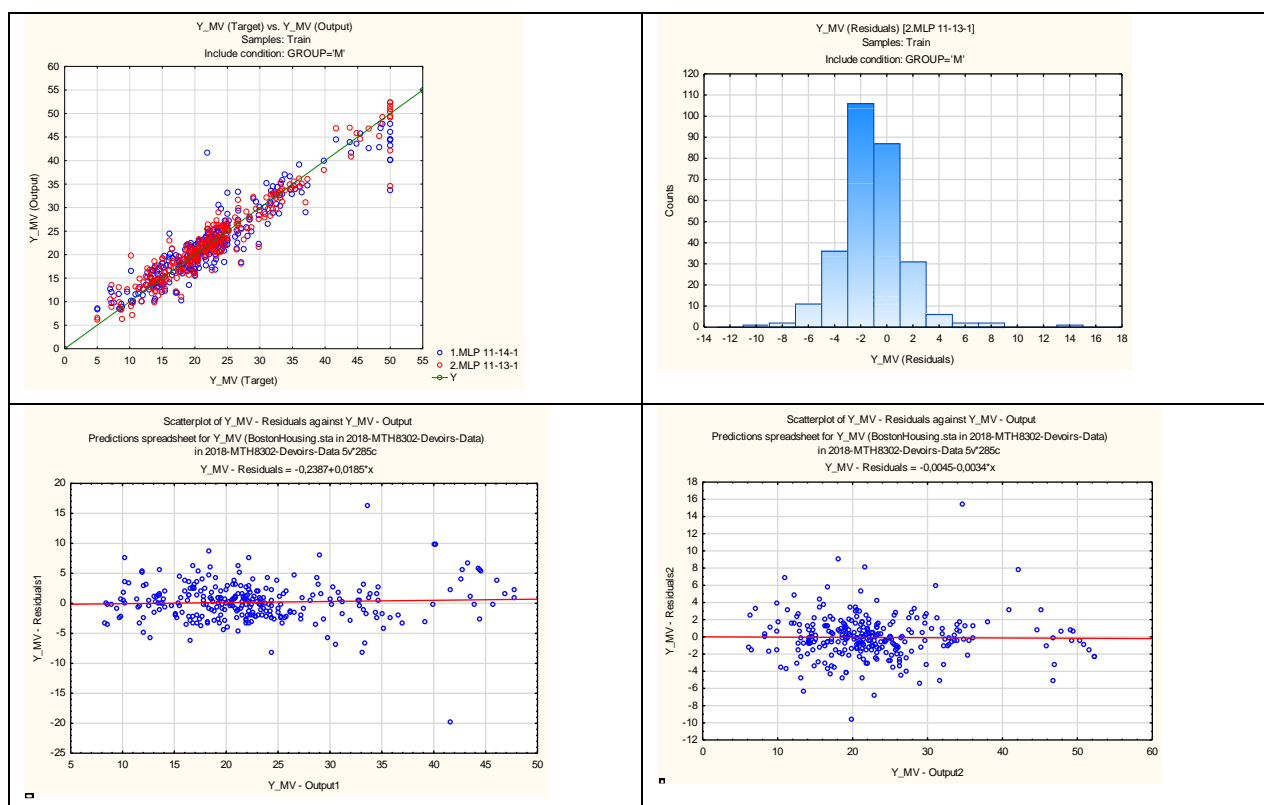 Y_MV (Target) vs. Y_MV (Output)
Samples: Train
Include condition: GROUP='M'
60
55
50
45
40
35
30
25
20
15
10
5
0
Y_MV (Output)
0 5 10 15 20 25 30 35 40 45 50 55
Y_MV (Target)
1.MLP 11-14-1
2.MLP 11-13-1
Y
Y_MV (Residuals) [2.MLP 11-13-1]
Samples: Train
Include condition: GROUP='M'
120
110
100
90
80
70
60
50
40
30
20
10
0
Counts
-14 -12 -10 -8 -6 -4 -2 0 2 4 6 8 10 12 14 16 18
Y_MV (Residuals)
Scatterplot of Y_MV - Residuals against Y_MV - Output
Predictions spreadsheet for Y_MV (BostonHousing.sta in 2018-MTH8302-Devoirs-Data)
in 2018-MTH8302-Devoirs-Data 5v*285c
Y_MV - Residuals = -0,2387+0,0185*x
20
15
10
5
0
-5
-10
-15
-20
-25
Y_MV - Residuals1
5 10 15 20 25 30 35 40 45 50
Y_MV - Output1
Scatterplot of Y_MV - Residuals against Y_MV - Output
Predictions spreadsheet for Y_MV (BostonHousing.sta in 2018-MTH8302-Devoirs-Data)
in 2018-MTH8302-Devoirs-Data 5v*285c
Y_MV - Residuals = -0,0045-0,0034*x
18
16
14
12
10
8
6
4
2
0
-2
-4
-6
-8
-10
-12
Y_MV - Residuals2
0 10 20 30 40 50 60
Y_MV - Output2